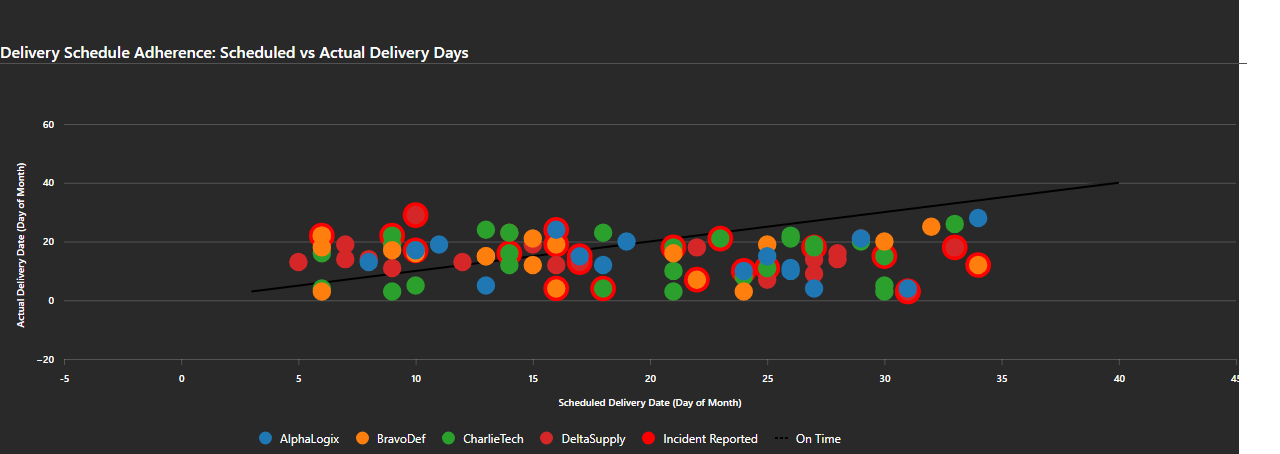 Delivery Schedule Adherence: Scheduled vs Actual Delivery Days
60
40
20
0
−20
Actual Delivery Date (Day of Month)
-5 0 5 10 15 20 25 30 35 40 45
Scheduled Delivery Date (Day of Month)
AlphaLogix BravoDef CharlieTech DeltaSupply Incident Reported On Time